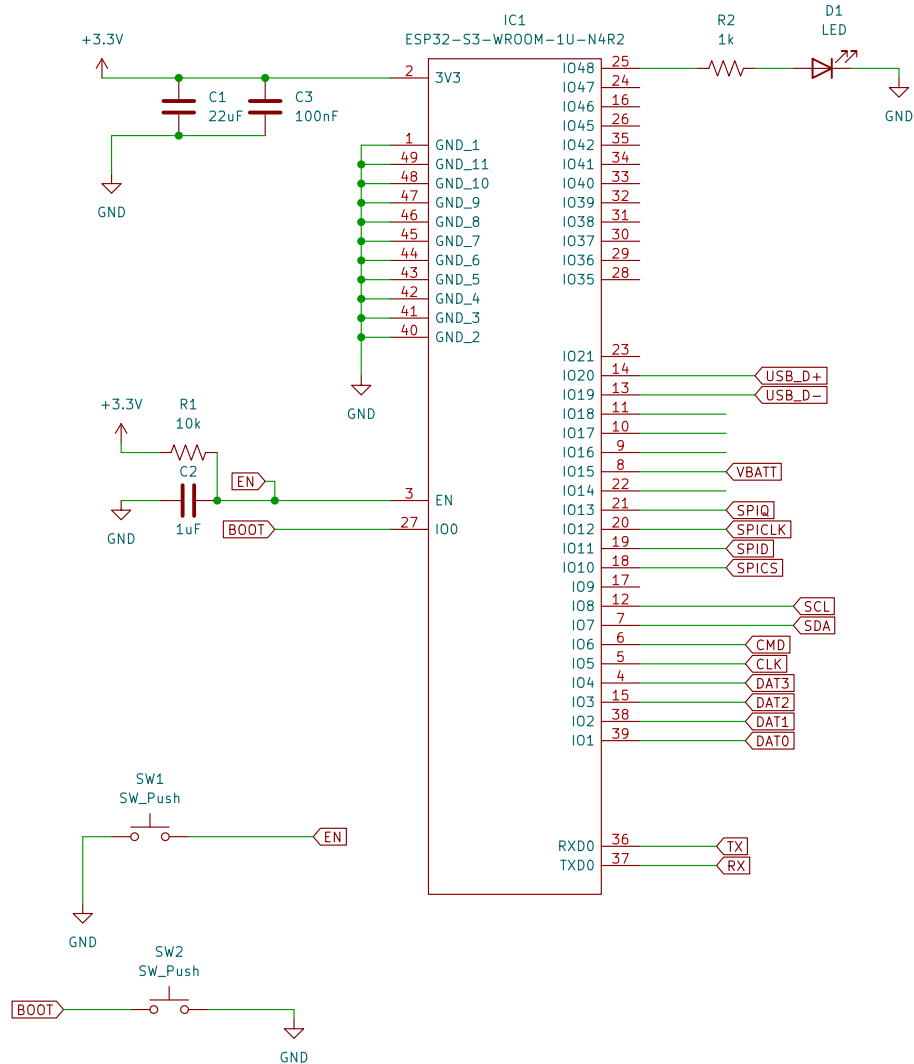 IC1
ESP32-S3-WROOM-1U-N4R2
R2
1k
D1
LED
+3.3V
C1
22uF
C3
100nF
GND
GND
2 3V3
1 GND_1
49 GND_11
48 GND_10
47 GND_9
46 GND_8
45 GND_7
44 GND_6
43 GND_5
42 GND_4
41 GND_3
40 GND_2
GND
+3.3V
R1
10k
C2
1uF
GND
EN
BOOT
3 EN
27 IO0
IO48 25
IO47 24
IO46 16
IO45 26
IO42 35
IO41 34
IO40 33
IO39 32
IO38 31
IO37 30
IO36 29
IO35 28
IO21 23
IO20 14 USB_D+
IO19 13 USB_D-
IO18 11
IO17 10
IO16 9
IO15 8 VBATT
IO14 22
IO13 21 SPIQ
IO12 20 SPICLK
IO11 19 SPID
IO10 18 SPICS
IO9 17
IO8 12 SCL
IO7 7 SDA
IO6 6 CMD
IO5 5 CLK
IO4 4 DAT3
IO3 15 DAT2
IO2 38 DAT1
IO1 39 DAT0
RXD0 36 TX
TXD0 37 RX
SW1
SW_Push
EN
GND
SW2
SW_Push
BOOT
GND